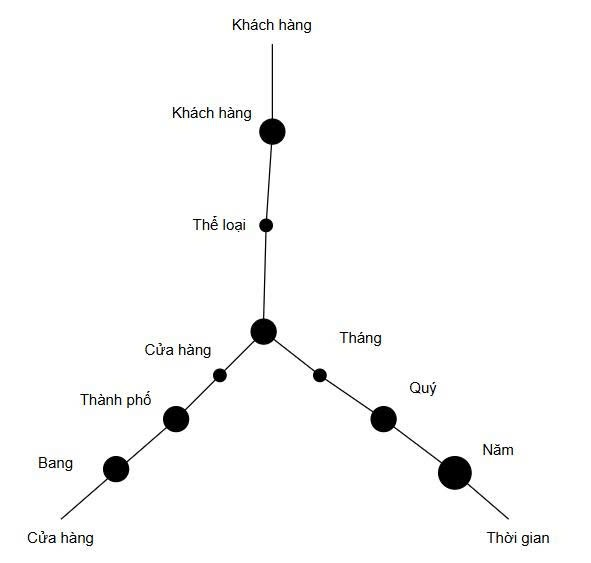 Khách hàng
Khách hàng
Thể loại
Tháng
Cửa hàng
Quý
Thành phố
Năm
Bang
Cửa hàng
Thời gian